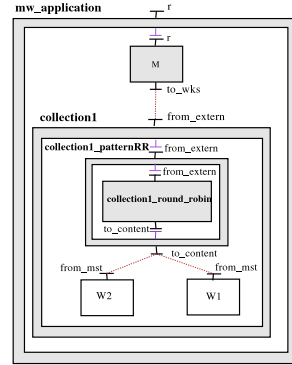 mw_application
r
r
M
to_wks
collection1
from_extern
collection1_patternRR
from_extern
from_extern
collection1_round_robin
to_content
to_content
from_mst
from_mst
W2
W1